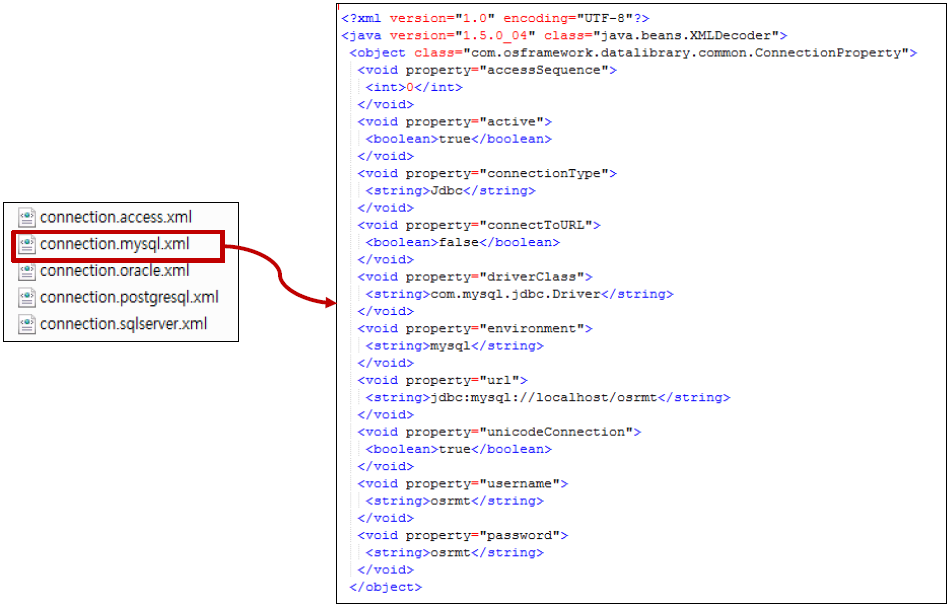 connection.access.xml
connection.mysql.xml
connection.oracle.xml
connection.postgresql.xml
connection.sqlserver.xml
<?xml version="1.0" encoding="UTF-8"?>
<java version="1.5.0_04" class="java.beans.XMLDecoder">
<object class="com.osframework.datalibrary.common.ConnectionProperty">
<void property="accessSequence">
<int>0</int>
</void>
<void property="active">
<boolean>true</boolean>
</void>
<void property="connectionType">
<string>Jdbc</string>
</void>
<void property="connectToURL">
<boolean>false</boolean>
</void>
<void property="driverClass">
<string>com.mysql.jdbc.Driver</string>
</void>
<void property="environment">
<string>mysql</string>
</void>
<void property="url">
<string>jdbc:mysql://localhost/osrmt</string>
</void>
<void property="unicodeConnection">
<boolean>true</boolean>
</void>
<void property="username">
<string>osrmt</string>
</void>
<void property="password">
<string>osrmt</string>
</void>
</object>